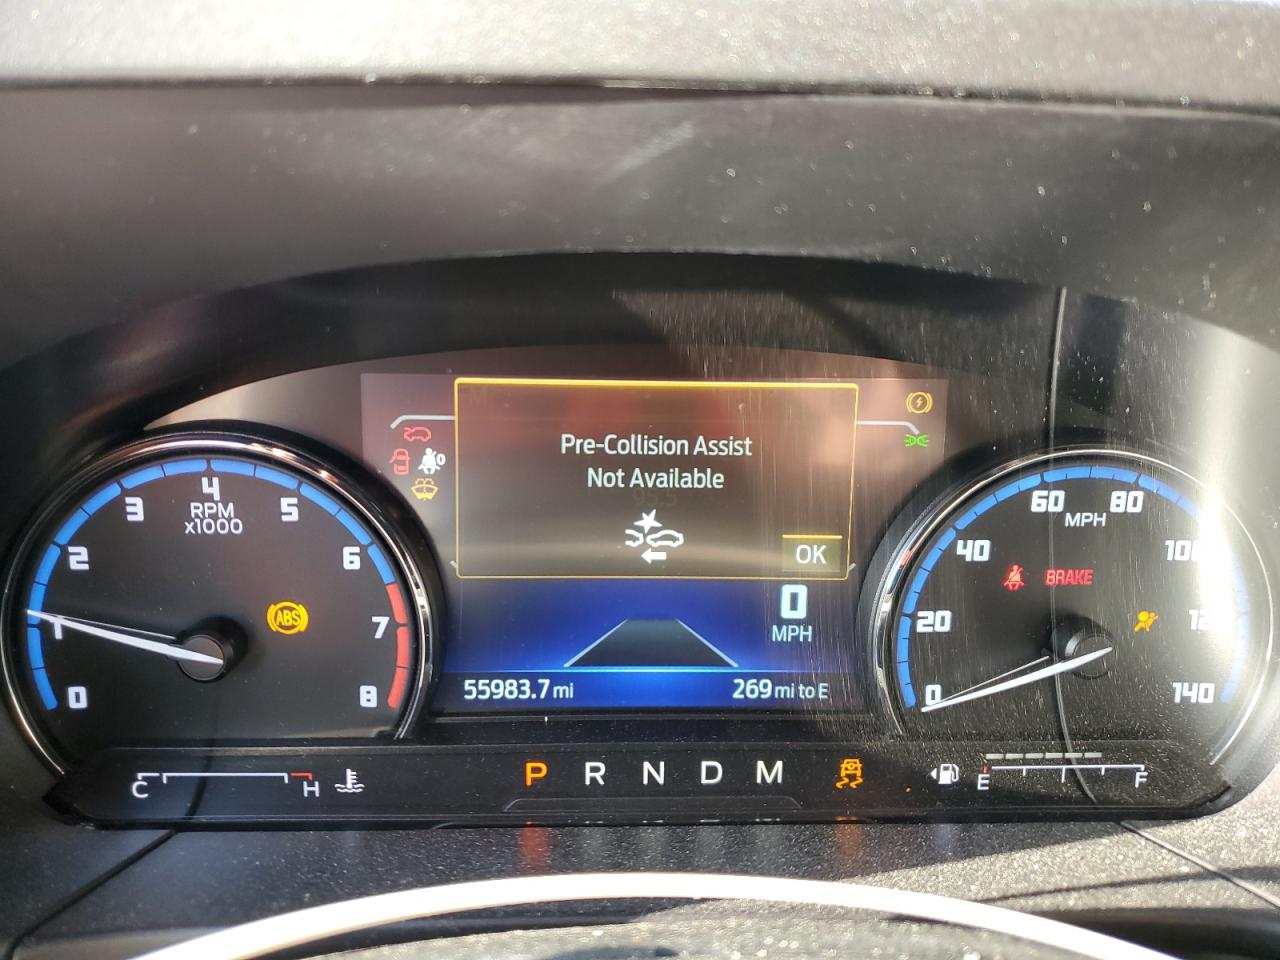 Pre-Collision Assist
Not Available
OK
0
MPH
55983.7 mi
269 mi to E
0
1
2
3
4
5
6
7
8
RPM
x1000
ABS
0
20
40
60
80
100
140
MPH
BRAKE
C
H
P R N D M
E
F